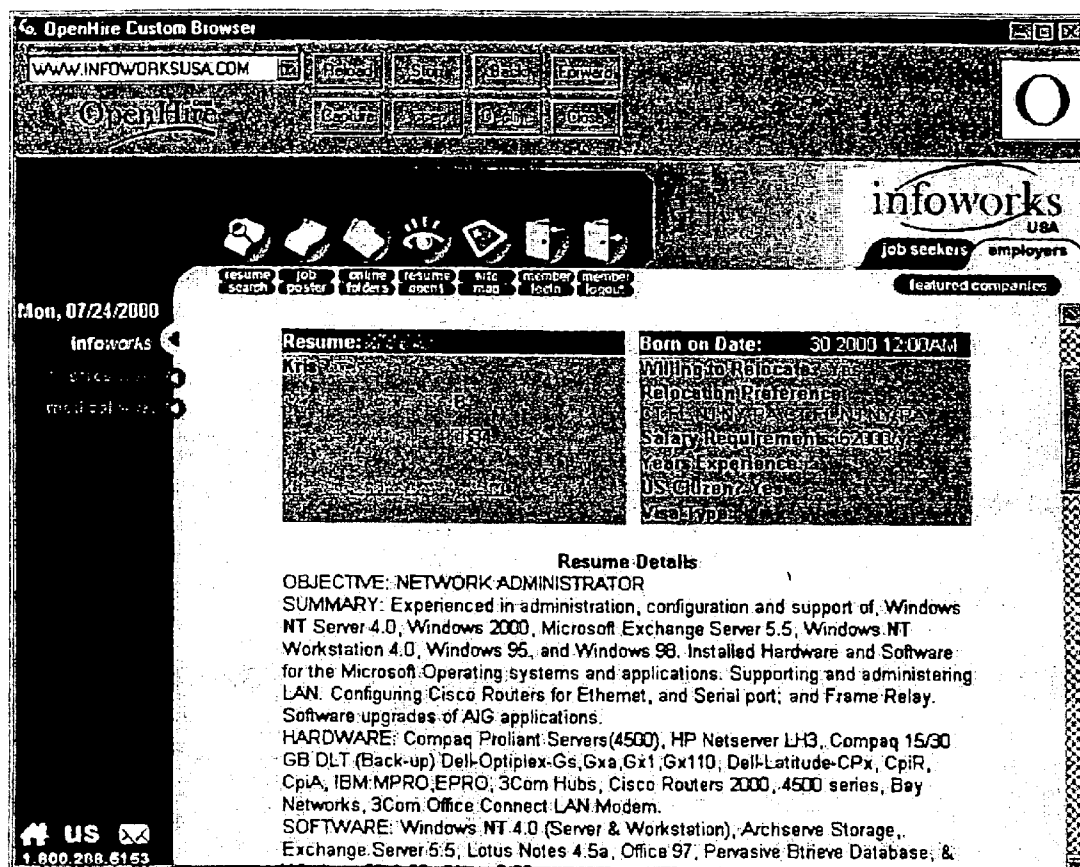 OpenHire Custom Browser
WWW.INFOWORKSUSA.COM
Reload Stop Back Forward
OpenHire
Capture Accept Decline Close
O
infoworks
USA
job seekers employers
resume search
job poster
online folders
resume agent
site map
member login
member logout
featured companies
Mon, 07/24/2000
infoworks
Resume:
Born on Date: 30 2000 12:00AM
Kris
Willing to Relocate? Yes
Relocation Preference:
Salary Requirements:
Years Experience:
US Citizen? Yes
Visa Type:
Resume Details
OBJECTIVE: NETWORK ADMINISTRATOR
SUMMARY: Experienced in administration, configuration and support of, Windows
NT Server 4.0, Windows 2000, Microsoft Exchange Server 5.5, Windows NT
Workstation 4.0, Windows 95, and Windows 98. Installed Hardware and Software
for the Microsoft Operating systems and applications. Supporting and administering
LAN. Configuring Cisco Routers for Ethernet, and Serial port; and Frame Relay.
Software upgrades of AIG applications.
HARDWARE: Compaq Proliant Servers(4500), HP Netserver LH3, Compaq 15/30
GB DLT (Back-up) Dell-Optiplex-Gs,Gxa,Gx1,Gx110, Dell-Latitude-CPx, CpiR,
CpiA, IBM:MPRO,EPRO, 3Com Hubs, Cisco Routers 2000, 4500 series, Bay
Networks, 3Com Office Connect LAN Modem.
SOFTWARE: Windows NT 4.0 (Server & Workstation), Archserve Storage,
Exchange Server 5.5, Lotus Notes 4.5a, Office 97, Pervasive Btrieve Database, &
us
1.800.288.5153